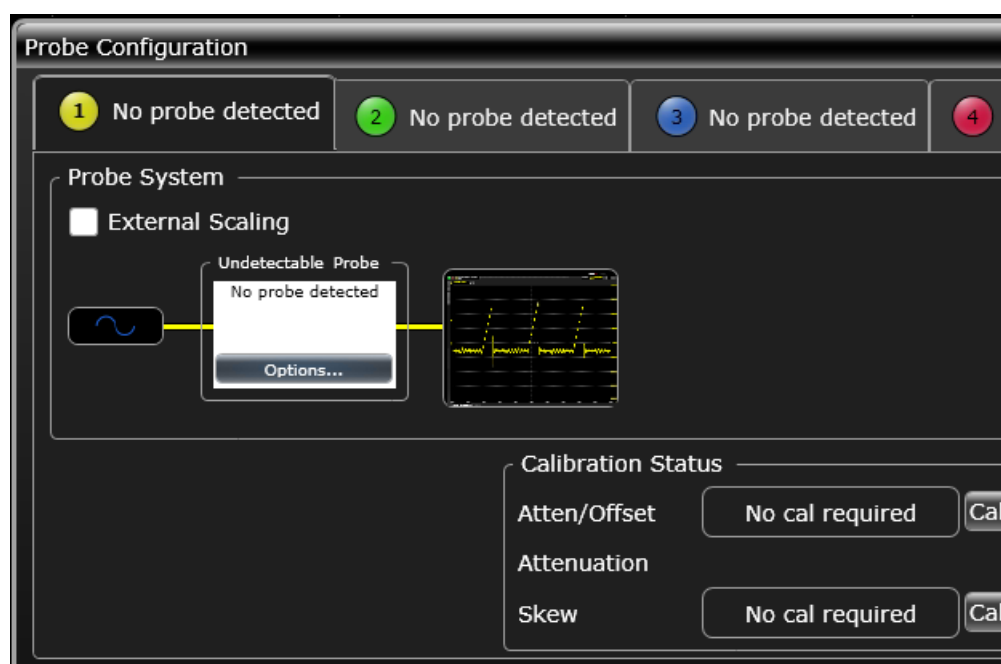 Probe Configuration
1 No probe detected
2 No probe detected
3 No probe detected
4
Probe System
External Scaling
Undetectable Probe
No probe detected
Options...
Calibration Status
Atten/Offset No cal required Cal
Attenuation
Skew No cal required Cal